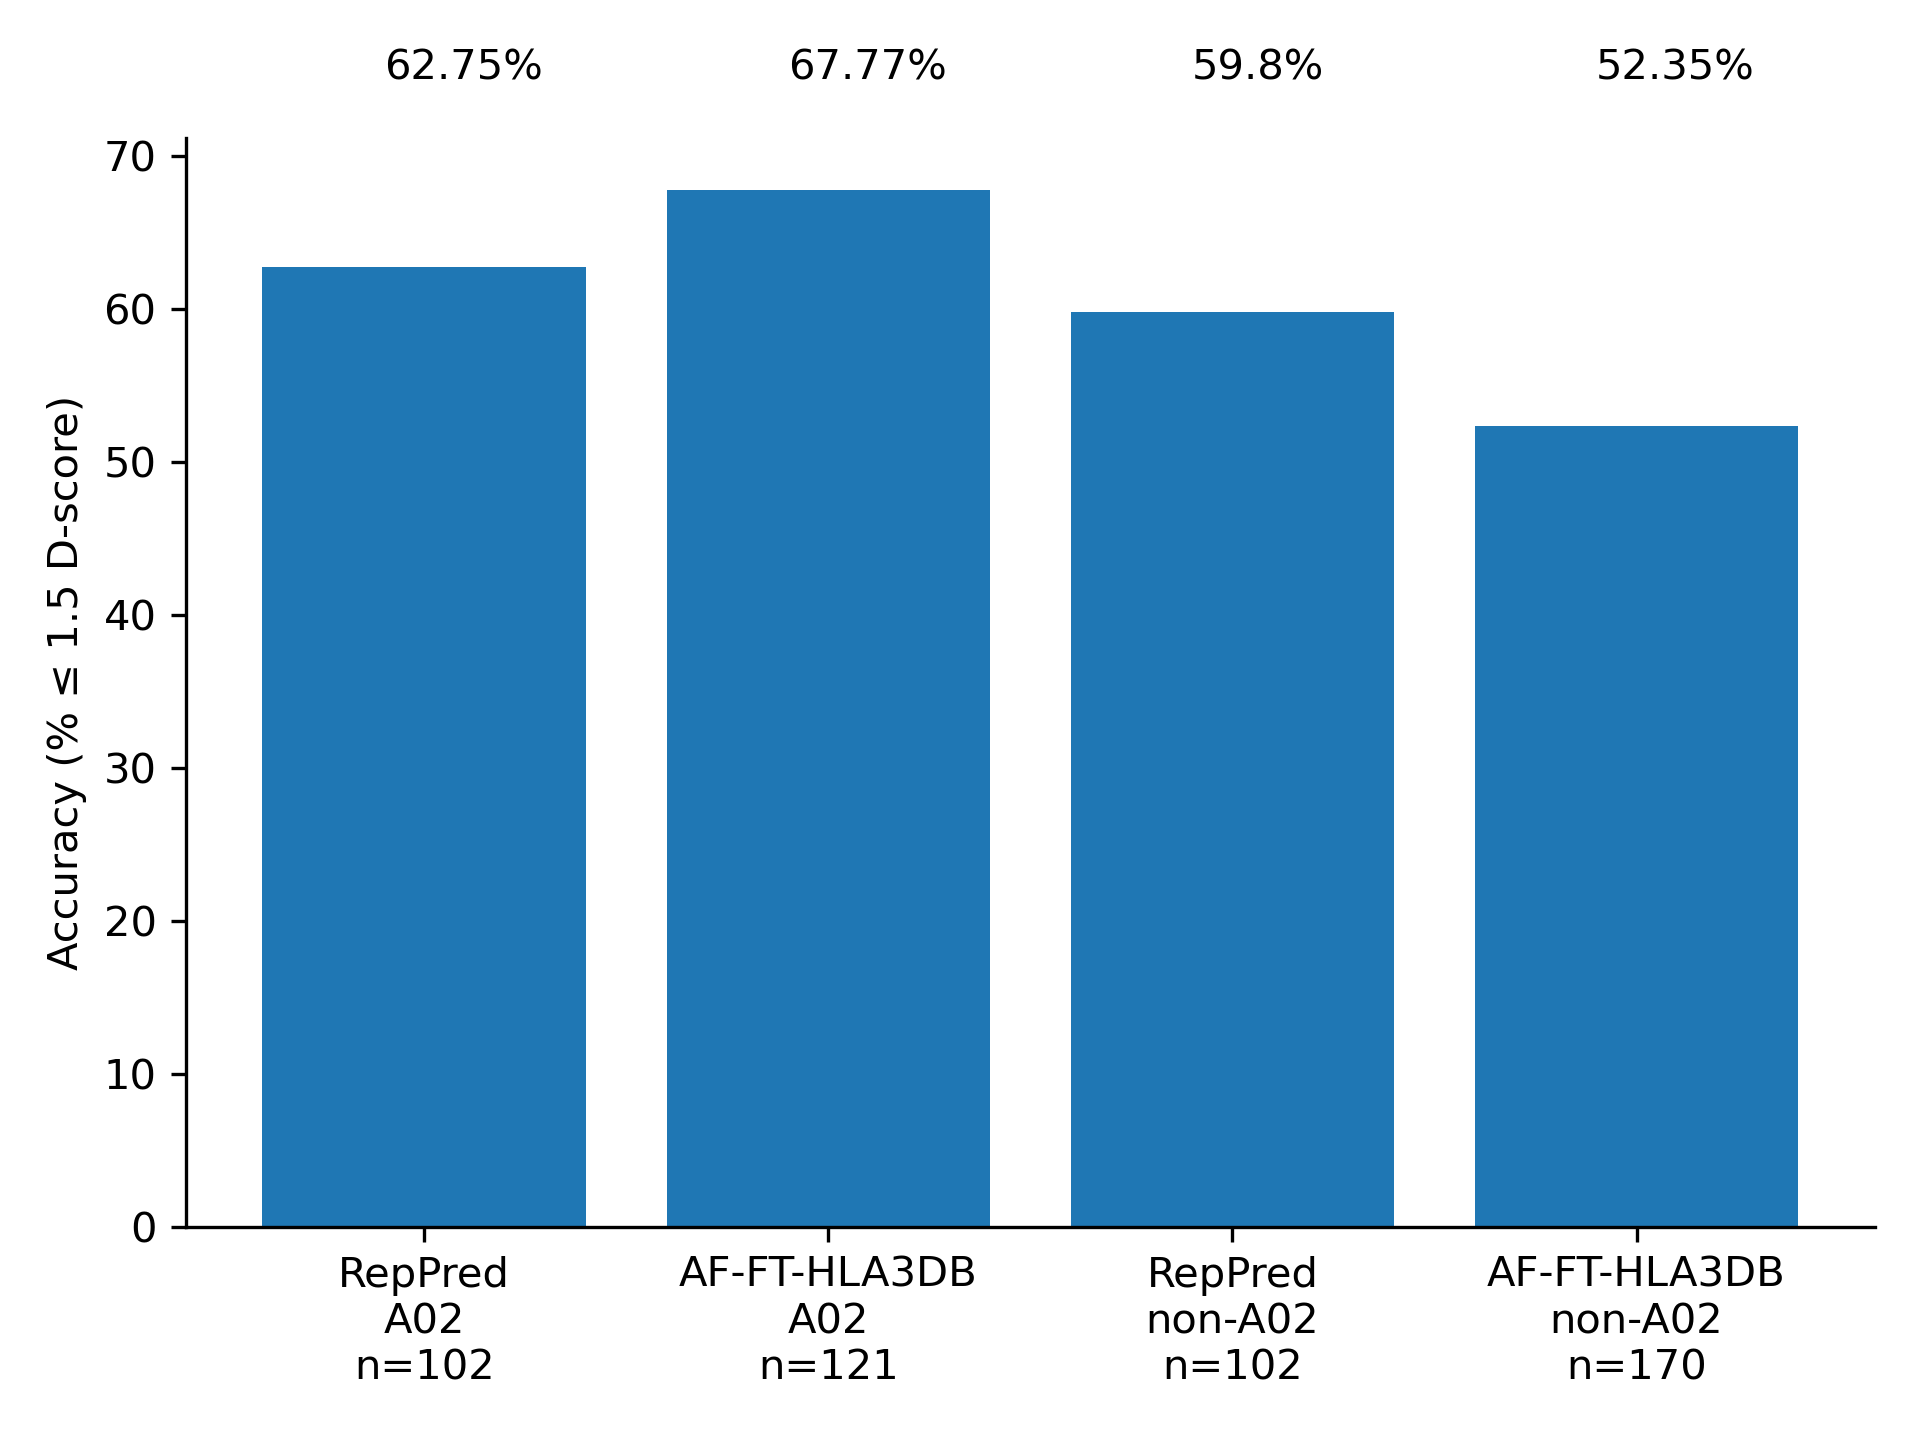 62.75% 67.77% 59.8% 52.35%
70
60
50
40
30
20
10
0
Accuracy (% ≤ 1.5 D-score)
RepPred
A02
n=102
AF-FT-HLA3DB
A02
n=121
RepPred
non-A02
n=102
AF-FT-HLA3DB
non-A02
n=170